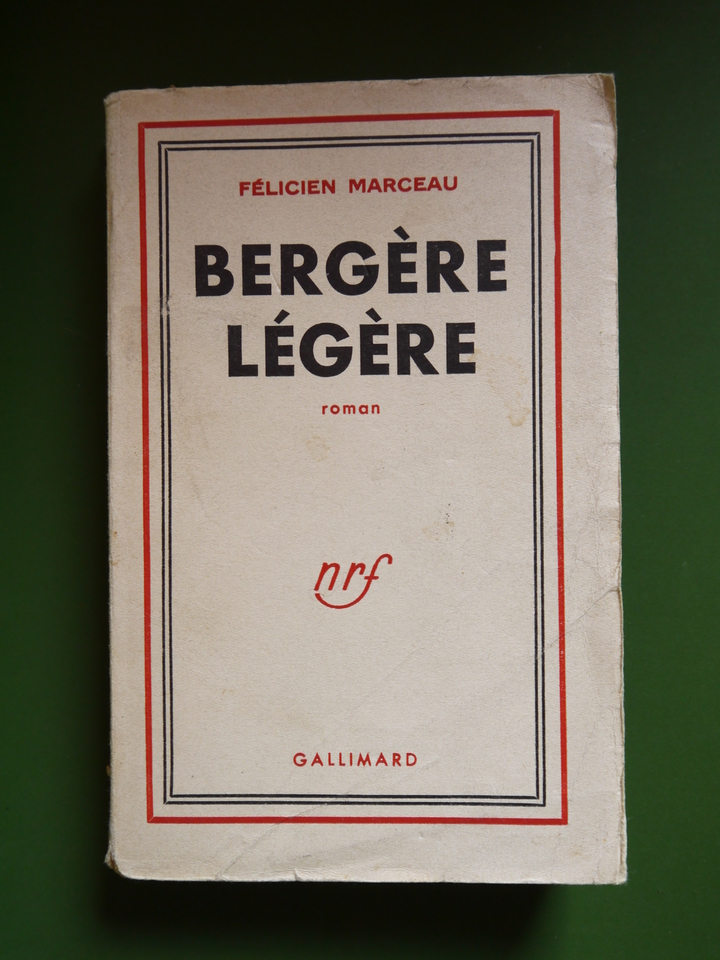 FÉLICIEN MARCEAU
BERGÈRE
LÉGÈRE
roman
nrf
GALLIMARD